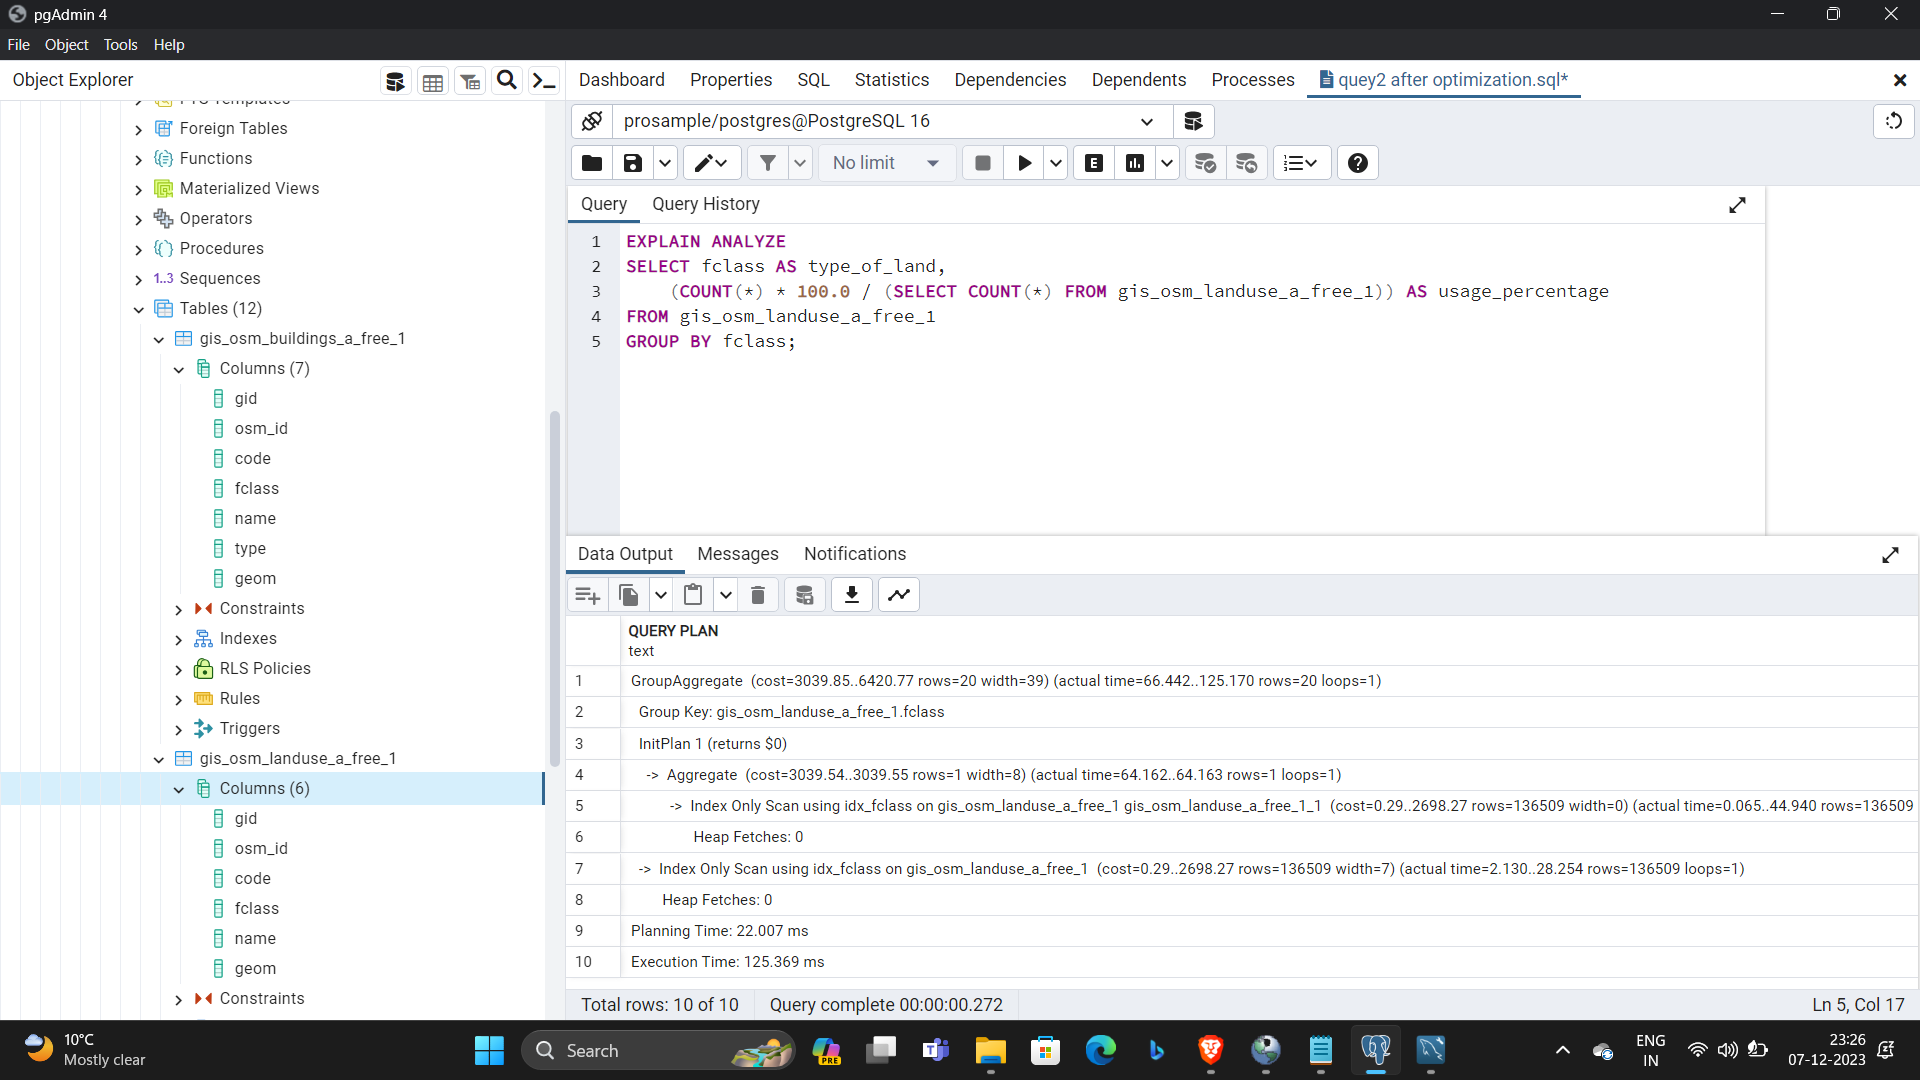 pgAdmin 4
File Object Tools Help
Object Explorer
Dashboard Properties SQL Statistics Dependencies Dependents Processes quey2 after optimization.sql*
FTS Templates
Foreign Tables
Functions
Materialized Views
Operators
Procedures
1..3 Sequences
Tables (12)
gis_osm_buildings_a_free_1
Columns (7)
gid
osm_id
code
fclass
name
type
geom
Constraints
Indexes
RLS Policies
Rules
Triggers
gis_osm_landuse_a_free_1
Columns (6)
gid
osm_id
code
fclass
name
geom
Constraints
prosample/postgres@PostgreSQL 16
No limit
E
Query Query History
1 EXPLAIN ANALYZE
2 SELECT fclass AS type_of_land,
3 (COUNT(*) * 100.0 / (SELECT COUNT(*) FROM gis_osm_landuse_a_free_1)) AS usage_percentage
4 FROM gis_osm_landuse_a_free_1
5 GROUP BY fclass;
Data Output Messages Notifications
QUERY PLAN
text
1 GroupAggregate (cost=3039.85..6420.77 rows=20 width=39) (actual time=66.442..125.170 rows=20 loops=1)
2 Group Key: gis_osm_landuse_a_free_1.fclass
3 InitPlan 1 (returns $0)
4 -> Aggregate (cost=3039.54..3039.55 rows=1 width=8) (actual time=64.162..64.163 rows=1 loops=1)
5 -> Index Only Scan using idx_fclass on gis_osm_landuse_a_free_1 gis_osm_landuse_a_free_1_1 (cost=0.29..2698.27 rows=136509 width=0) (actual time=0.065..44.940 rows=136509
6 Heap Fetches: 0
7 -> Index Only Scan using idx_fclass on gis_osm_landuse_a_free_1 (cost=0.29..2698.27 rows=136509 width=7) (actual time=2.130..28.254 rows=136509 loops=1)
8 Heap Fetches: 0
9 Planning Time: 22.007 ms
10 Execution Time: 125.369 ms
Total rows: 10 of 10 Query complete 00:00:00.272 Ln 5, Col 17
10°C
Mostly clear
Search
PRE
ENG
IN
23:26
07-12-2023